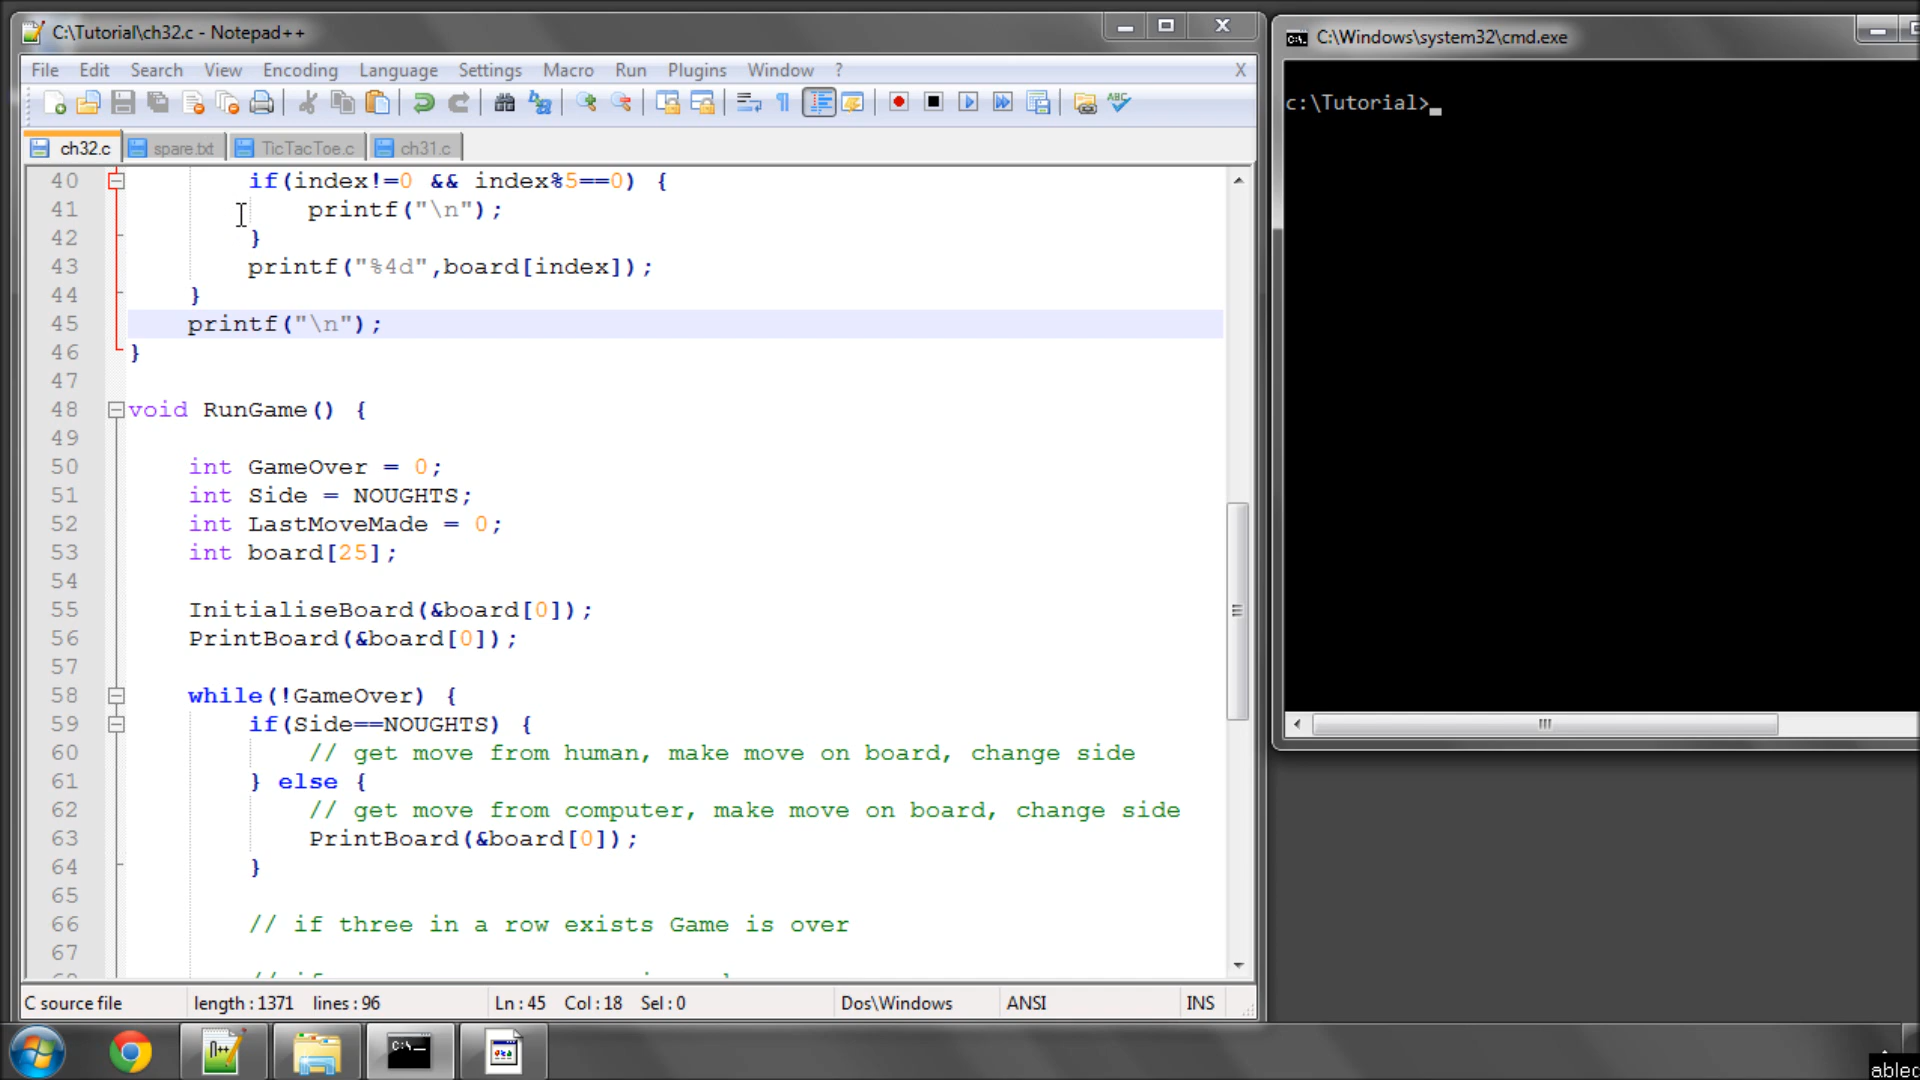 C:\Tutorial\ch32.c - Notepad++
File Edit Search View Encoding Language Settings Macro Run Plugins Window ? X
ch32.c spare.txt TicTacToe.c ch31.c
40 if(index!=0 && index%5==0) {
41 printf("\n");
42 }
43 printf("%4d",board[index]);
44 }
45 printf("\n");
46 }
47
48 void RunGame() {
49
50 int GameOver = 0;
51 int Side = NOUGHTS;
52 int LastMoveMade = 0;
53 int board[25];
54
55 InitialiseBoard(&board[0]);
56 PrintBoard(&board[0]);
57
58 while(!GameOver) {
59 if(Side==NOUGHTS) {
60 // get move from human, make move on board, change side
61 } else {
62 // get move from computer, make move on board, change side
63 PrintBoard(&board[0]);
64 }
65
66 // if three in a row exists Game is over
67
C source file length : 1371 lines : 96 Ln : 45 Col : 18 Sel : 0 Dos\Windows ANSI INS
C:\Windows\system32\cmd.exe
c:\Tutorial>_
ablec